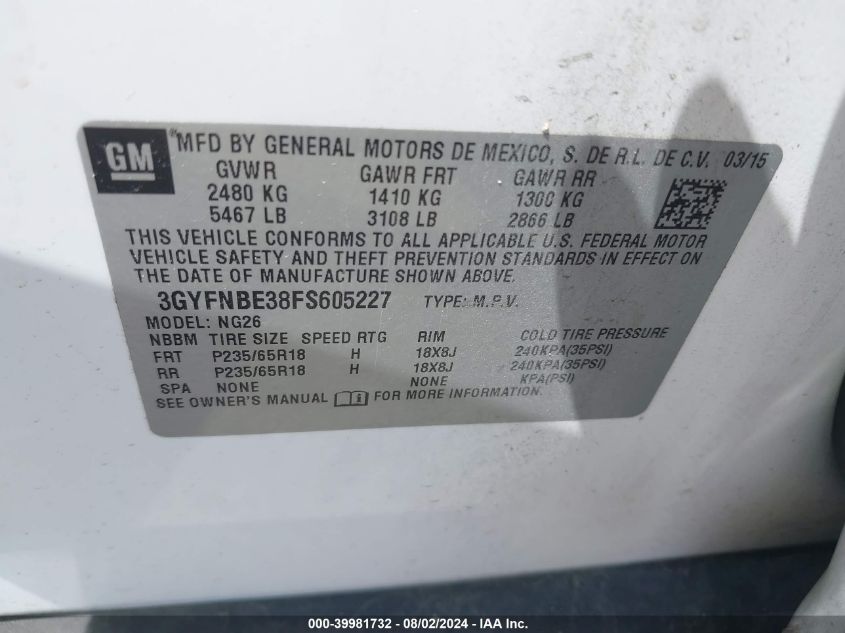 GM
MFD BY GENERAL MOTORS DE MEXICO, S. DE R.L. DE C.V. 03/15
GVWR GAWR FRT GAWR RR
2480 KG 1410 KG 1300 KG
5467 LB 3108 LB 2866 LB
THIS VEHICLE CONFORMS TO ALL APPLICABLE U.S. FEDERAL MOTOR
VEHICLE SAFETY AND THEFT PREVENTION STANDARDS IN EFFECT ON
THE DATE OF MANUFACTURE SHOWN ABOVE.
3GYFNBE38FS605227 TYPE: M.P.V.
MODEL: NG26
NBBM TIRE SIZE SPEED RTG RIM COLD TIRE PRESSURE
FRT P235/65R18 H 18X8J 240KPA(35PSI)
RR P235/65R18 H 18X8J 240KPA(35PSI)
SPA NONE NONE KPA(PSI)
SEE OWNER'S MANUAL FOR MORE INFORMATION.
000-39981732 - 08/02/2024 - IAA Inc.